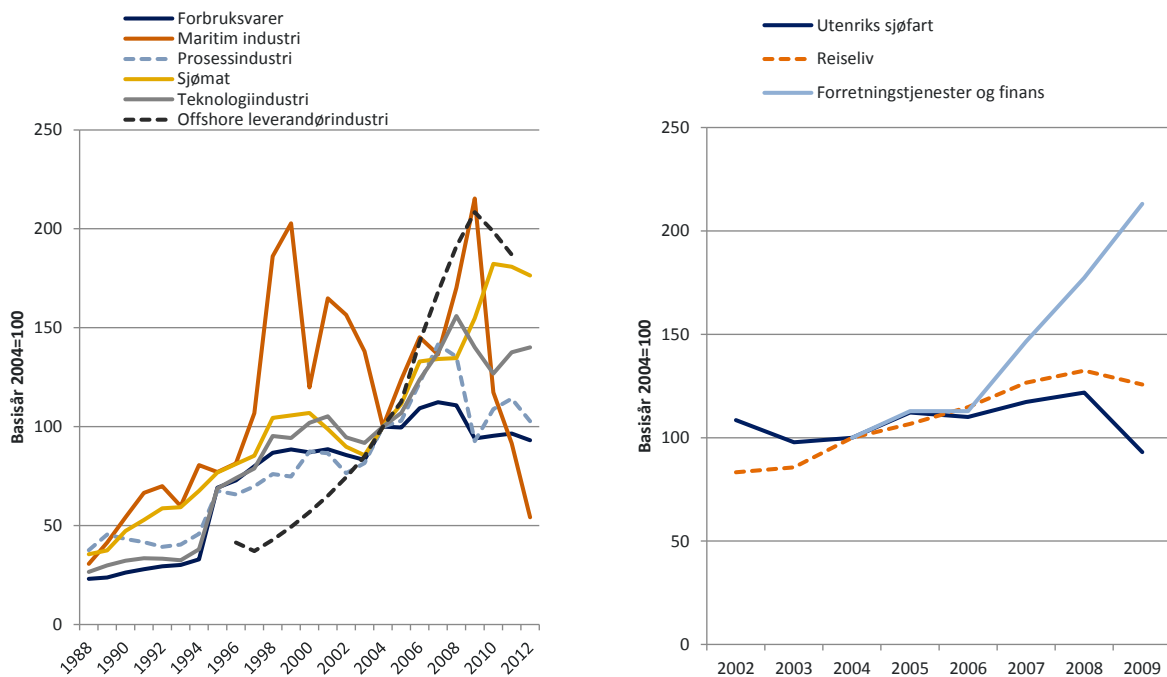 Forbruksvarer
Maritim industri
Prosessindustri
Sjømat
Teknologiindustri
Offshore leverandørindustri
250
200
150
100
50
0
Basisår 2004=100
1988
1990
1992
1994
1996
1998
2000
2002
2004
2006
2008
2010
2012
Utenriks sjøfart
Reiseliv
Forretningstjenester og finans
250
200
150
100
50
0
Basisår 2004=100
2002 2003 2004 2005 2006 2007 2008 2009